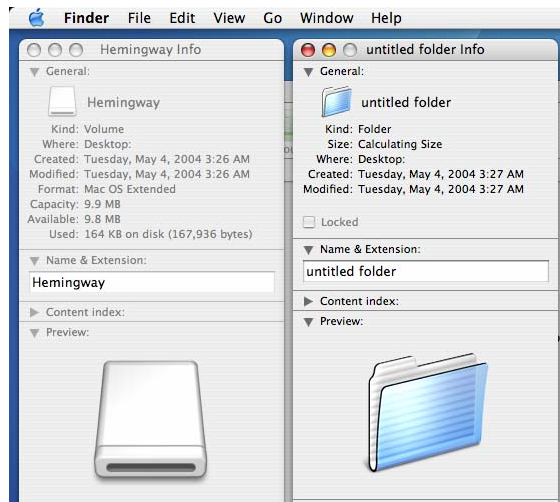 Finder File Edit View Go Window Help
Hemingway Info
General:
Hemingway
Kind: Volume
Where: Desktop:
Created: Tuesday, May 4, 2004 3:26 AM
Modified: Tuesday, May 4, 2004 3:26 AM
Format: Mac OS Extended
Capacity: 9.9 MB
Available: 9.8 MB
Used: 164 KB on disk (167,936 bytes)
Name & Extension:
Hemingway
Content index:
Preview:
untitled folder Info
General:
untitled folder
Kind: Folder
Size: Calculating Size
Where: Desktop:
Created: Tuesday, May 4, 2004 3:27 AM
Modified: Tuesday, May 4, 2004 3:27 AM
Locked
Name & Extension:
untitled folder
Content index:
Preview: